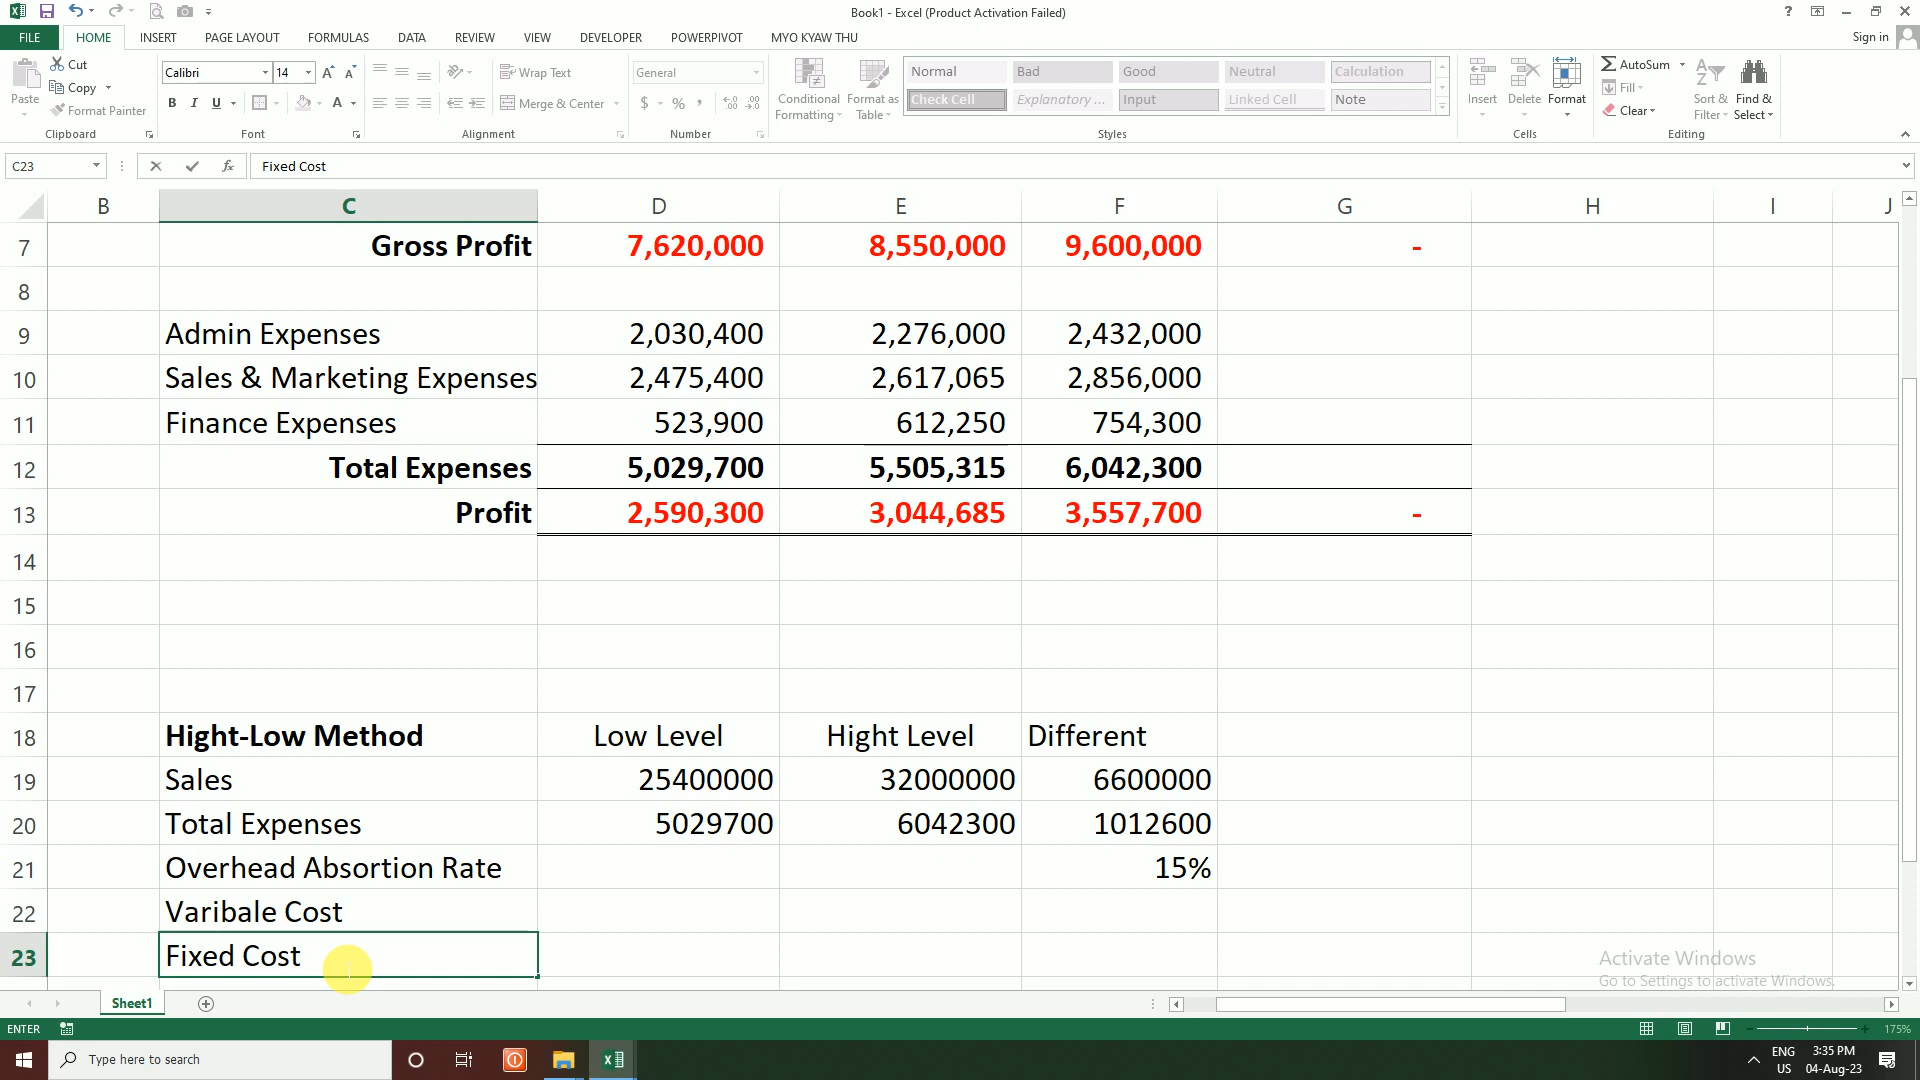 Book1 - Excel (Product Activation Failed)
FILE HOME INSERT PAGE LAYOUT FORMULAS DATA REVIEW VIEW DEVELOPER POWERPIVOT MYO KYAW THU Sign in
Cut
Copy
Format Painter
Paste
Clipboard
Calibri 14
B I U
Font
Wrap Text
Merge & Center
Alignment
General
$ % ,
Number
Conditional Formatting
Format as Table
Normal Bad Good Neutral Calculation
Check Cell Explanatory ... Input Linked Cell Note
Styles
Insert Delete Format
Cells
AutoSum
Fill
Clear
Sort & Filter
Find & Select
Editing
C23 fx Fixed Cost
B C D E F G H I J
7 Gross Profit 7,620,000 8,550,000 9,600,000 -
8
9 Admin Expenses 2,030,400 2,276,000 2,432,000
10 Sales & Marketing Expenses 2,475,400 2,617,065 2,856,000
11 Finance Expenses 523,900 612,250 754,300
12 Total Expenses 5,029,700 5,505,315 6,042,300
13 Profit 2,590,300 3,044,685 3,557,700 -
14
15
16
17
18 Hight-Low Method Low Level Hight Level Different
19 Sales 25400000 32000000 6600000
20 Total Expenses 5029700 6042300 1012600
21 Overhead Absortion Rate 15%
22 Varibale Cost
23 Fixed Cost
Activate Windows
Go to Settings to activate Windows.
Sheet1
ENTER 175%
Type here to search
ENG 3:35 PM
US 04-Aug-23